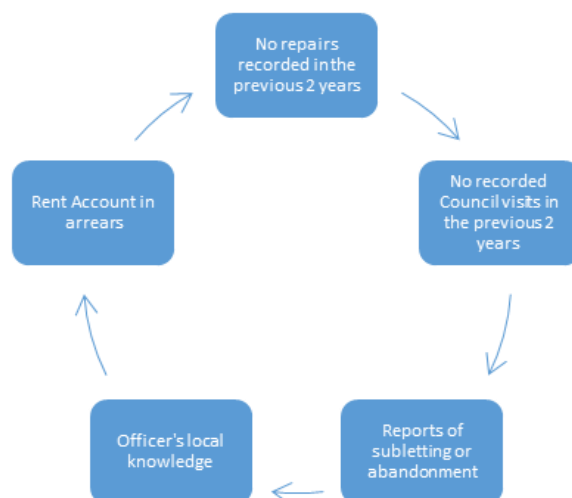 No repairs
recorded in the
previous 2 years
No recorded
Council visits in
the previous 2
years
Reports of
subletting or
abandonment
Officer's local
knowledge
Rent Account in
arrears